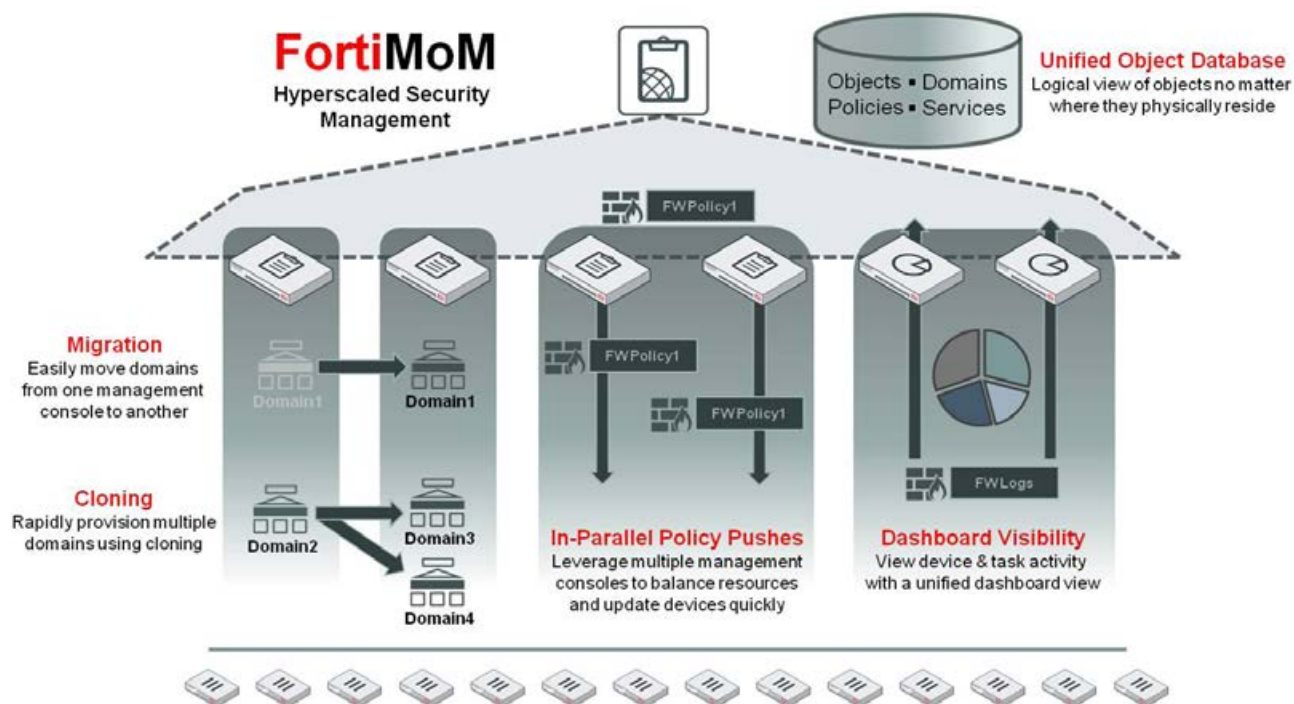 FortiMoM
Hyperscaled Security
Management
Objects ▪ Domains
Policies ▪ Services
Unified Object Database
Logical view of objects no matter
where they physically reside
FWPolicy1
Migration
Easily move domains
from one management
console to another
Domain1
Domain1
FWPolicy1
FWPolicy1
Cloning
Rapidly provision multiple
domains using cloning
Domain2
Domain3
Domain4
In-Parallel Policy Pushes
Leverage multiple management
consoles to balance resources
and update devices quickly
FWLogs
Dashboard Visibility
View device & task activity
with a unified dashboard view